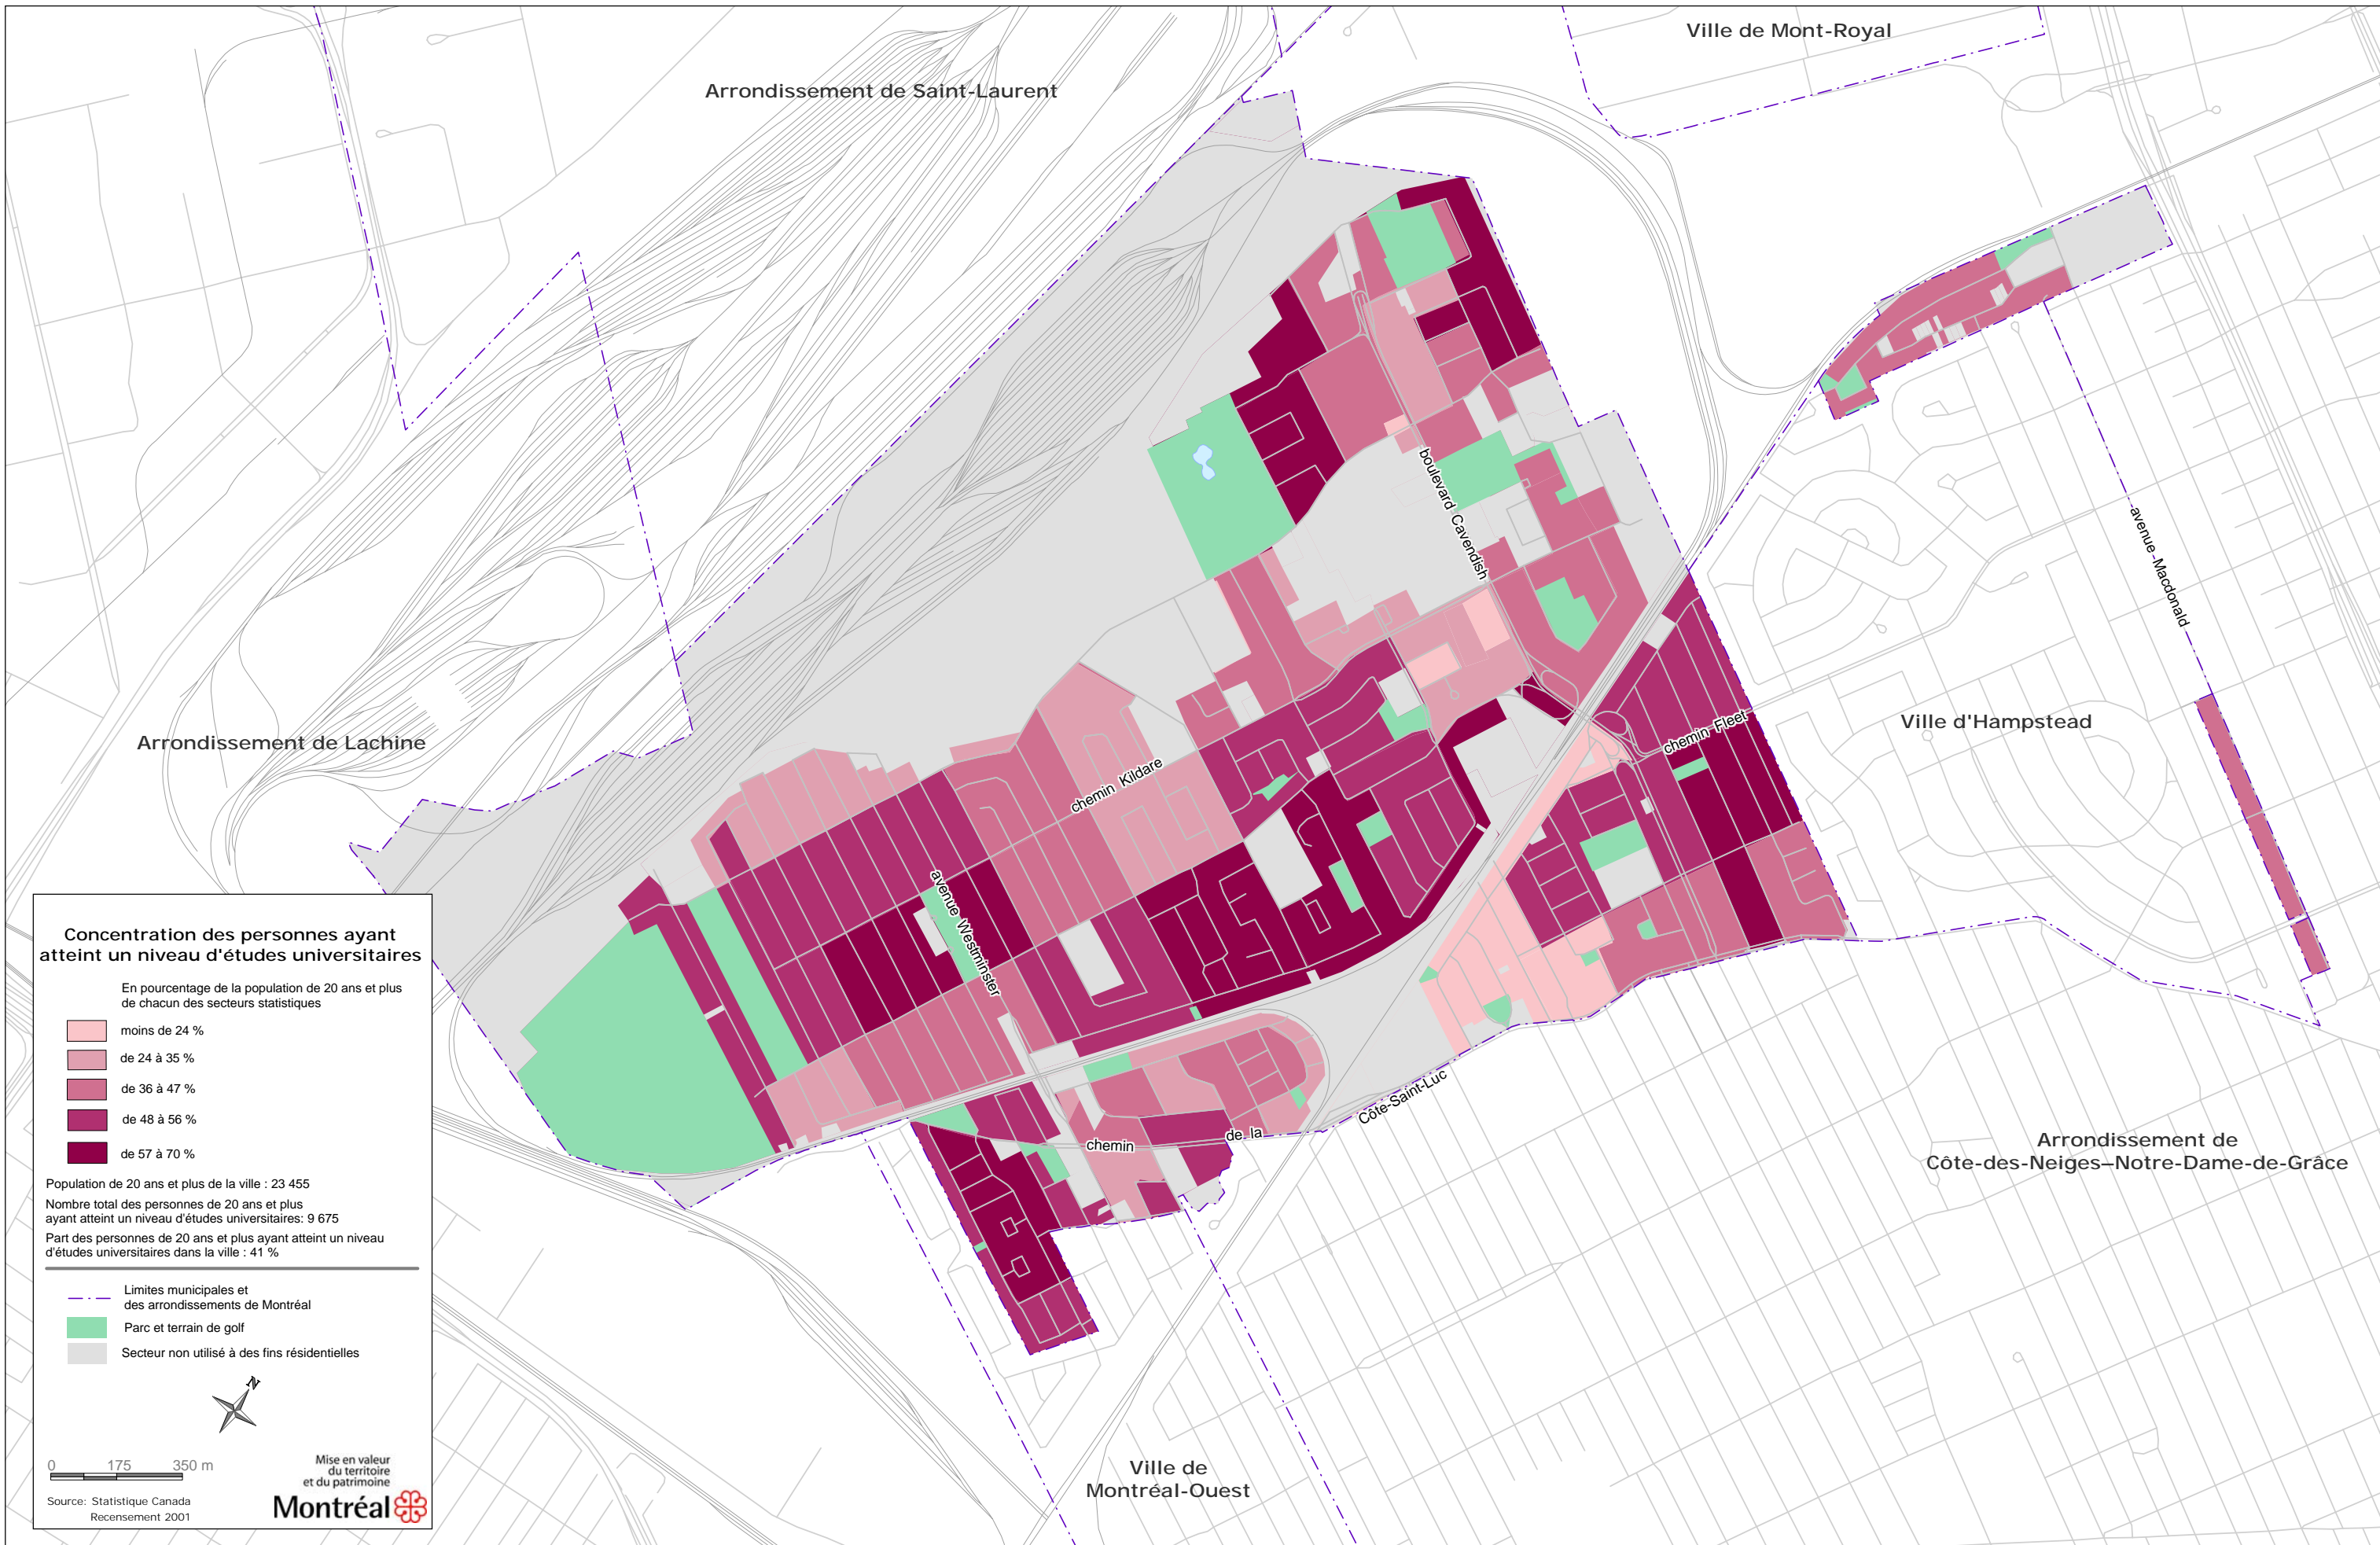 Ville de Mont-Royal
Arrondissement de Saint-Laurent
boulevard Cavendish
avenue Macdonald
Arrondissement de Lachine
Ville d'Hampstead
chemin Fleet
chemin Kildare
avenue Westminster
Côte-Saint-Luc
de la
chemin
Arrondissement de
Côte-des-Neiges–Notre-Dame-de-Grâce
Ville de
Montréal-Ouest
Concentration des personnes ayant
atteint un niveau d'études universitaires
En pourcentage de la population de 20 ans et plus
de chacun des secteurs statistiques
moins de 24 %
de 24 à 35 %
de 36 à 47 %
de 48 à 56 %
de 57 à 70 %
Population de 20 ans et plus de la ville : 23 455
Nombre total des personnes de 20 ans et plus
ayant atteint un niveau d'études universitaires: 9 675
Part des personnes de 20 ans et plus ayant atteint un niveau
d'études universitaires dans la ville : 41 %
Limites municipales et
des arrondissements de Montréal
Parc et terrain de golf
Secteur non utilisé à des fins résidentielles
N
0 175 350 m
Source: Statistique Canada
Recensement 2001
Mise en valeur
du territoire
et du patrimoine
Montréal